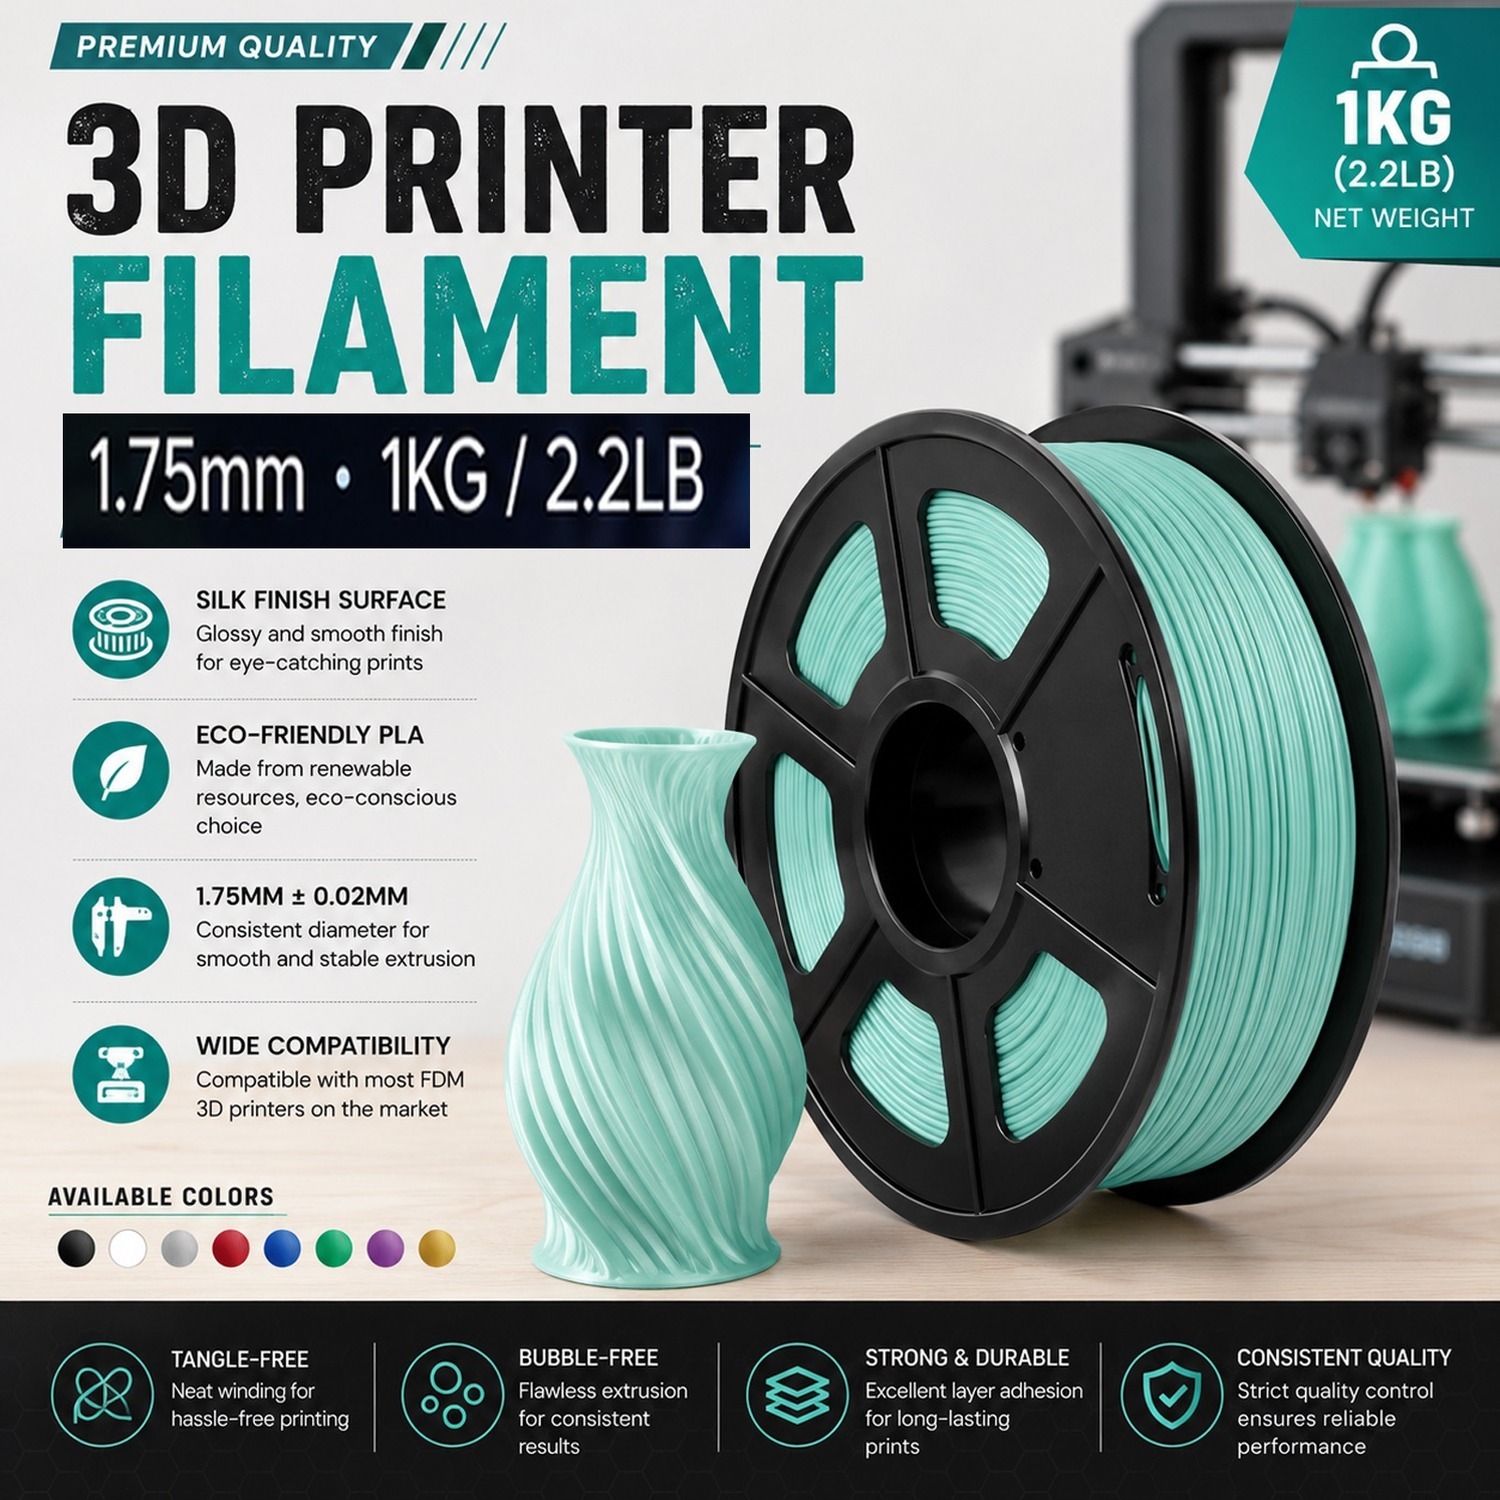 PREMIUM QUALITY
3D PRINTER
FILAMENT
1.75mm • 1KG / 2.2LB
1KG
(2.2LB)
NET WEIGHT
SILK FINISH SURFACE
Glossy and smooth finish
for eye-catching prints
ECO-FRIENDLY PLA
Made from renewable
resources, eco-conscious
choice
1.75MM ± 0.02MM
Consistent diameter for
smooth and stable extrusion
WIDE COMPATIBILITY
Compatible with most FDM
3D printers on the market
AVAILABLE COLORS
TANGLE-FREE
Neat winding for
hassle-free printing
BUBBLE-FREE
Flawless extrusion
for consistent
results
STRONG & DURABLE
Excellent layer adhesion
for long-lasting
prints
CONSISTENT QUALITY
Strict quality control
ensures reliable
performance